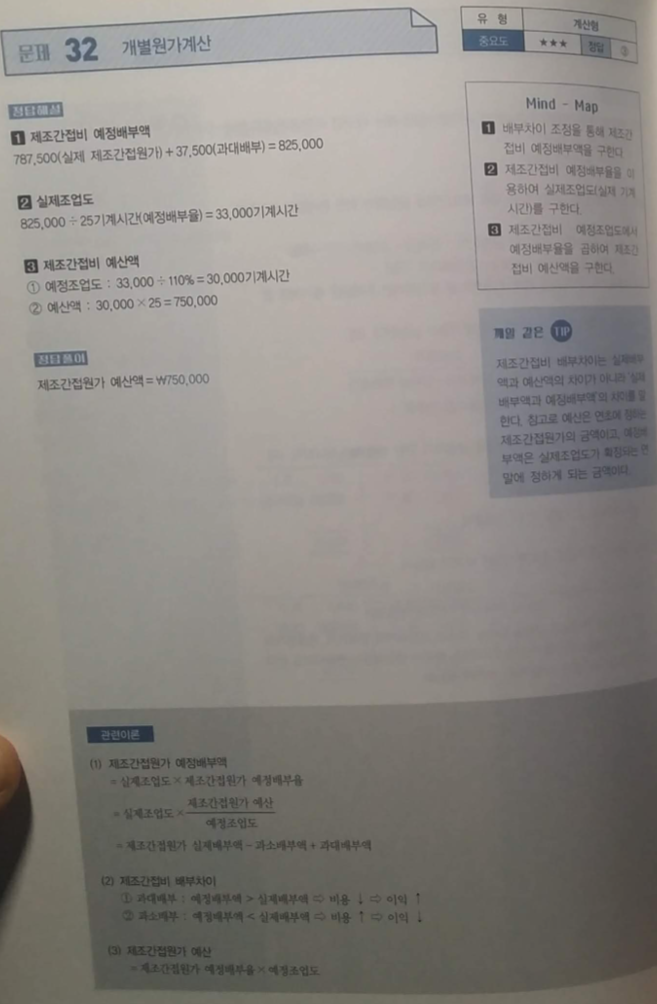 문제 32 개별원가계산
유 형 계산형
중요도 ★★★ 정답 ③
정답해설
1 제조간접비 예정배부액
787,500(실제 제조간접원가) + 37,500(과대배부) = 825,000
2 실제조업도
825,000 ÷ 25기계시간(예정배부율) = 33,000기계시간
3 제조간접비 예산액
① 예정조업도 : 33,000 ÷ 110% = 30,000기계시간
② 예산액 : 30,000 × 25 = 750,000
정답풀이
제조간접원가 예산액 = ₩750,000
Mind - Map
1 배부차이 조정을 통해 제조간
접비 예정배부액을 구한다.
2 제조간접비 예정배부율을 이
용하여 실제조업도(실제 기계
시간)를 구한다.
3 제조간접비 예정조업도에서
예정배부율을 곱하여 제조간
접비 예산액을 구한다.
깨알 같은 TIP
제조간접비 배부차이는 실제배부
액과 예산액의 차이가 아니라 '실제
배부액과 예정배부액'의 차이를 말
한다. 참고로 예산은 연초에 정하는
제조간접원가의 금액이고, 예정배
부액은 실제조업도가 확정되는 연
말에 정하게 되는 금액이다.
관련이론
(1) 제조간접원가 예정배부액
= 실제조업도 × 제조간접원가 예정배부율
= 실제조업도 × 제조간접원가 예산
예정조업도
= 제조간접원가 실제배부액 - 과소배부액 + 과대배부액
(2) 제조간접비 배부차이
① 과대배부 : 예정배부액 > 실제배부액 ⇨ 비용 ↓ ⇨ 이익 ↑
② 과소배부 : 예정배부액 < 실제배부액 ⇨ 비용 ↑ ⇨ 이익 ↓
(3) 제조간접원가 예산
= 제조간접원가 예정배부율 × 예정조업도